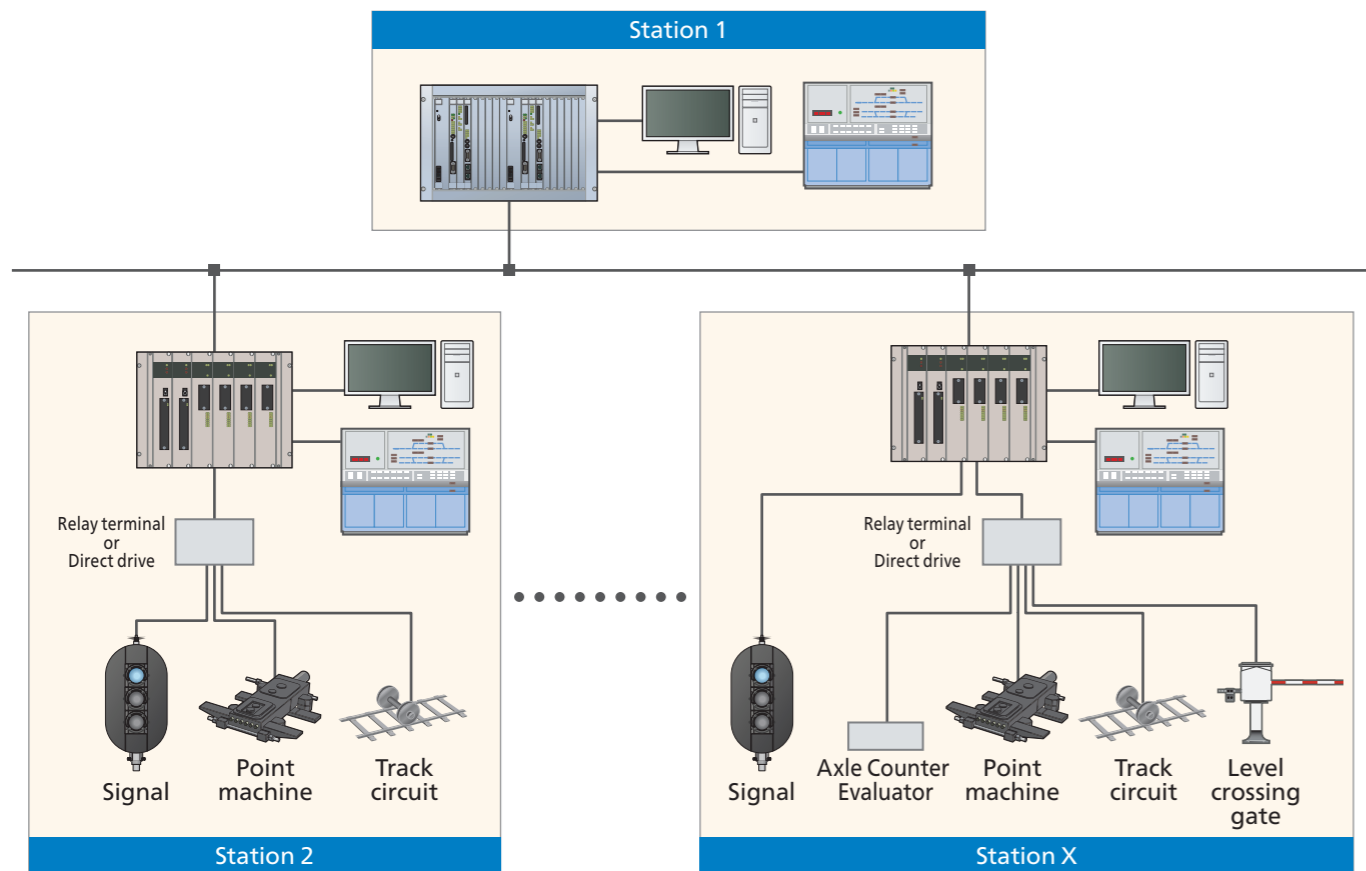 Station 1
Relay terminal
or
Direct drive
Signal
Point
machine
Track
circuit
Station 2
Relay terminal
or
Direct drive
Signal
Axle Counter
Evaluator
Point
machine
Track
circuit
Level
crossing
gate
Station X